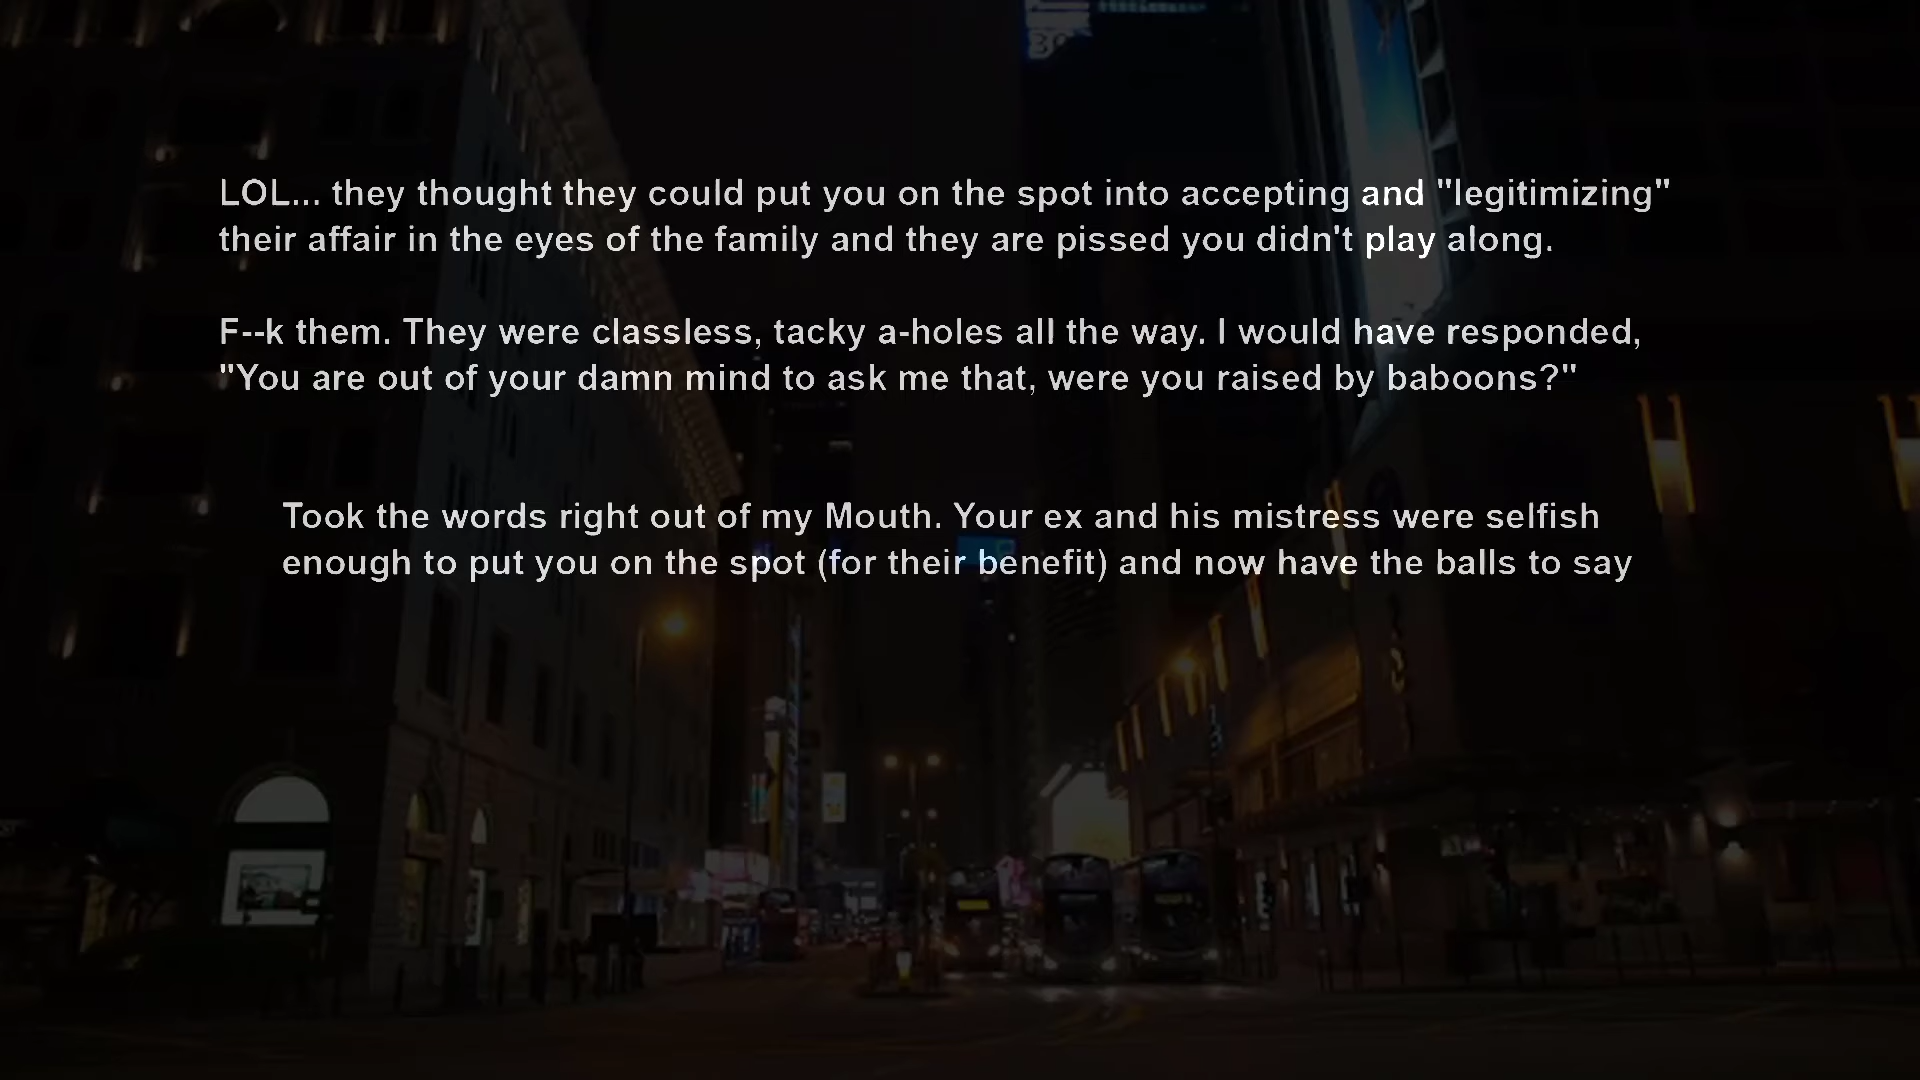 LOL... they thought they could put you on the spot into accepting and "legitimizing"
their affair in the eyes of the family and they are pissed you didn't play along.
F--k them. They were classless, tacky a-holes all the way. I would have responded,
"You are out of your damn mind to ask me that, were you raised by baboons?"
Took the words right out of my Mouth. Your ex and his mistress were selfish
enough to put you on the spot (for their benefit) and now have the balls to say